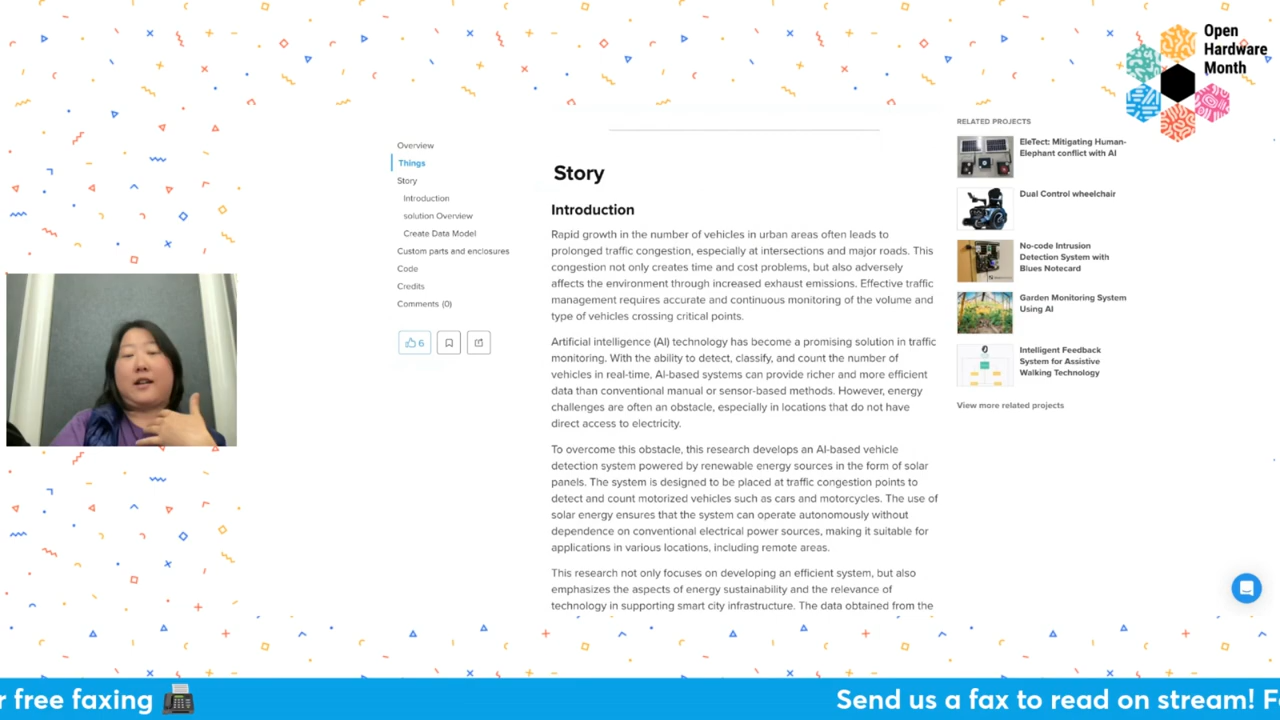 Open
Hardware
Month
Overview
Things
Story
Introduction
solution Overview
Create Data Model
Custom parts and enclosures
Code
Credits
Comments (0)
6
Story
Introduction
Rapid growth in the number of vehicles in urban areas often leads to
prolonged traffic congestion, especially at intersections and major roads. This
congestion not only creates time and cost problems, but also adversely
affects the environment through increased exhaust emissions. Effective traffic
management requires accurate and continuous monitoring of the volume and
type of vehicles crossing critical points.
Artificial intelligence (AI) technology has become a promising solution in traffic
monitoring. With the ability to detect, classify, and count the number of
vehicles in real-time, AI-based systems can provide richer and more efficient
data than conventional manual or sensor-based methods. However, energy
challenges are often an obstacle, especially in locations that do not have
direct access to electricity.
To overcome this obstacle, this research develops an AI-based vehicle
detection system powered by renewable energy sources in the form of solar
panels. The system is designed to be placed at traffic congestion points to
detect and count motorized vehicles such as cars and motorcycles. The use of
solar energy ensures that the system can operate autonomously without
dependence on conventional electrical power sources, making it suitable for
applications in various locations, including remote areas.
This research not only focuses on developing an efficient system, but also
emphasizes the aspects of energy sustainability and the relevance of
technology in supporting smart city infrastructure. The data obtained from the
RELATED PROJECTS
EleTect: Mitigating Human-
Elephant conflict with AI
Dual Control wheelchair
No-code Intrusion
Detection System with
Blues Notecard
Garden Monitoring System
Using AI
Intelligent Feedback
System for Assistive
Walking Technology
View more related projects
r free faxing
Send us a fax to read on stream! F